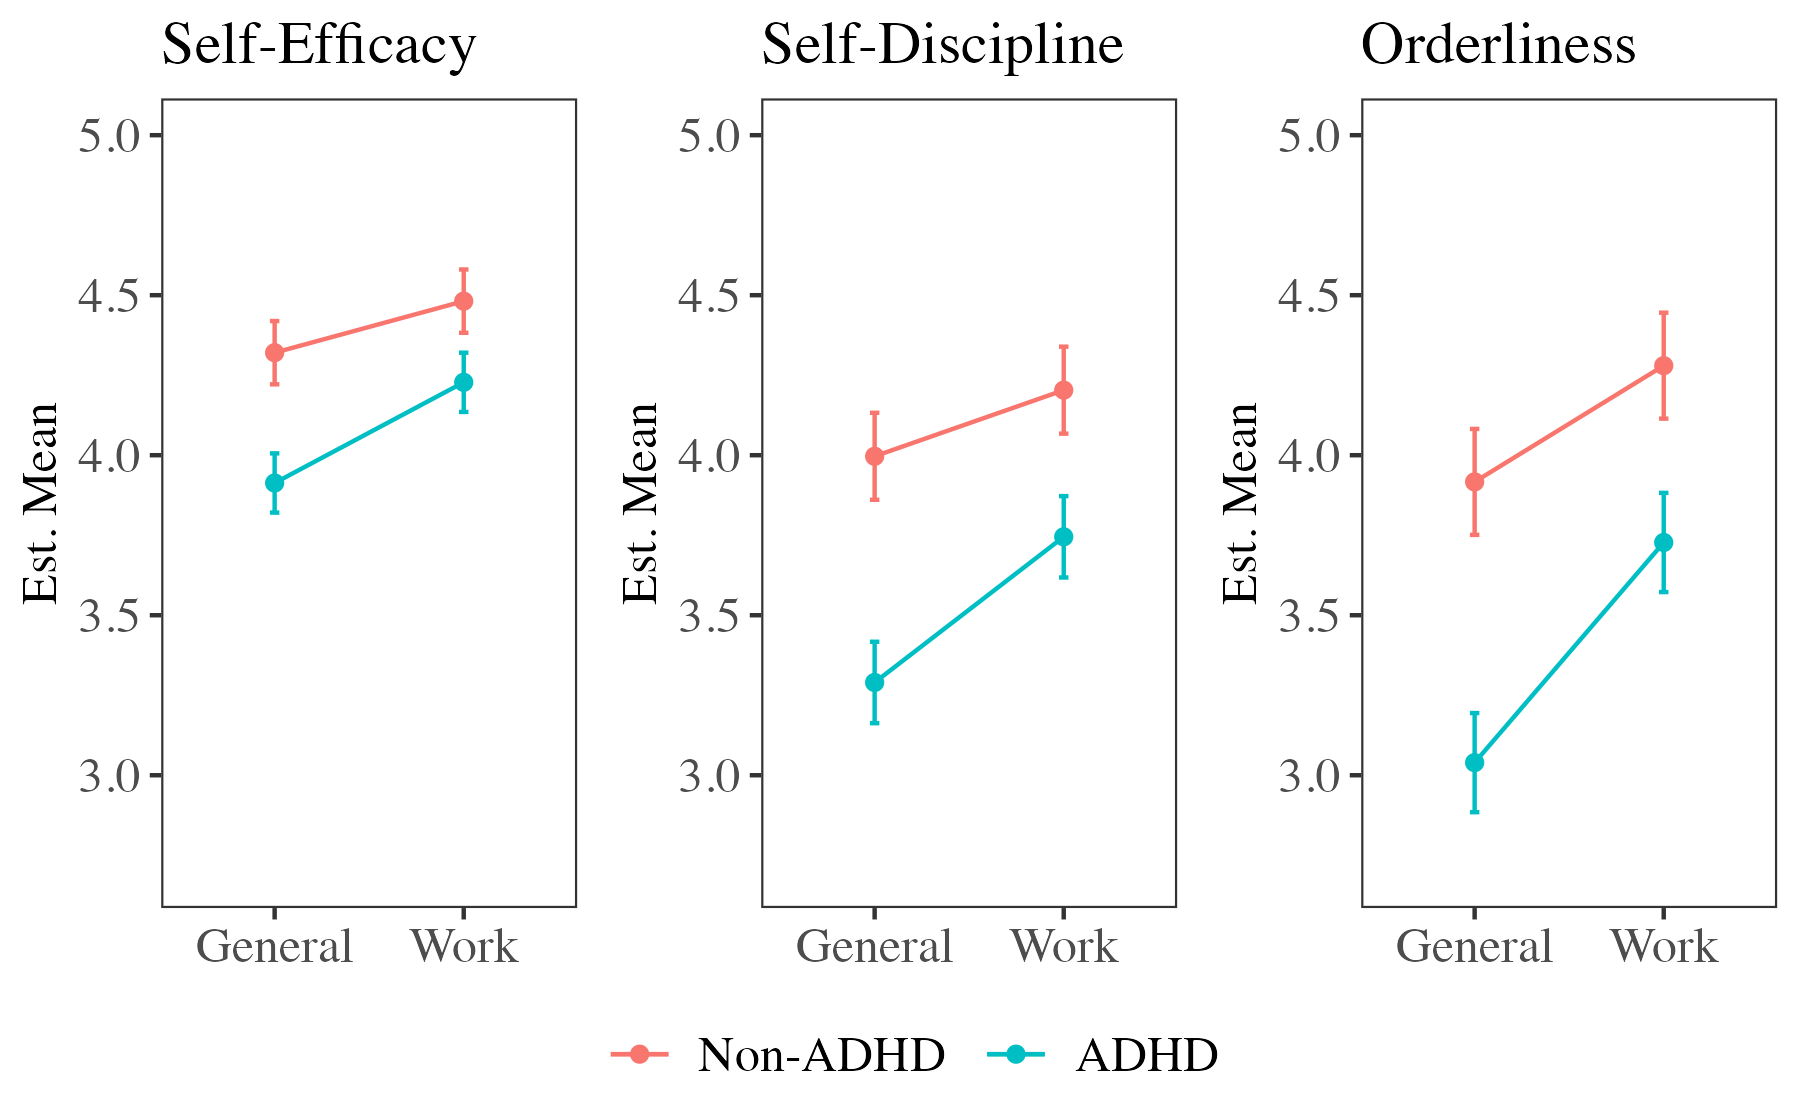 Self-Efficacy
Self-Discipline
Orderliness
Est. Mean
5.0
4.5
4.0
3.5
3.0
General
Work
Est. Mean
5.0
4.5
4.0
3.5
3.0
General
Work
Est. Mean
5.0
4.5
4.0
3.5
3.0
General
Work
Non-ADHD
ADHD